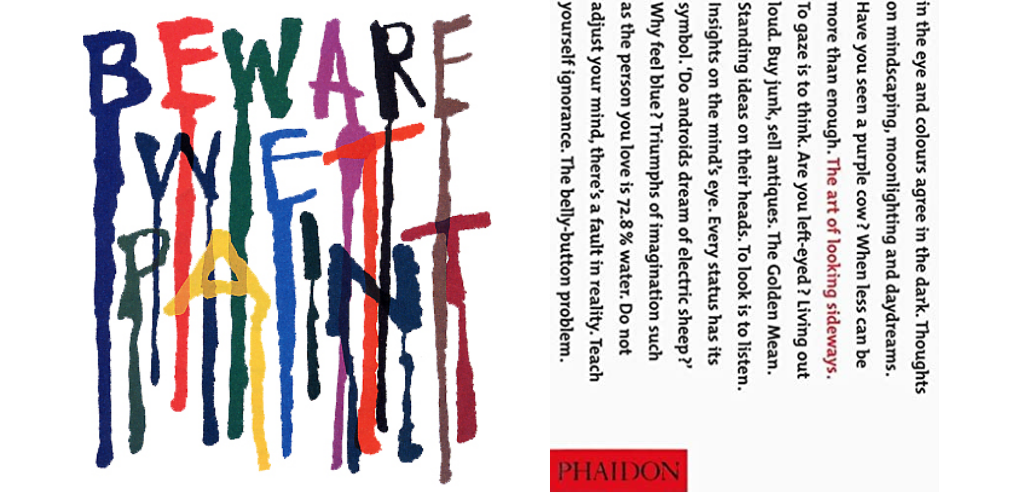 BEWARE
WET
PAINT
in the eye and colours agree in the dark. Thoughts
on mindscaping, moonlighting and daydreams.
Have you seen a purple cow? When less can be
more than enough. The art of looking sideways.
To gaze is to think. Are you left-eyed? Living out
loud. Buy junk, sell antiques. The Golden Mean.
Standing ideas on their heads. To look is to listen.
Insights on the mind's eye. Every status has its
symbol. 'Do androids dream of electric sheep?'
Why feel blue? Triumphs of imagination such
as the person you love is 72.8% water. Do not
adjust your mind, there's a fault in reality. Teach
yourself ignorance. The belly-button problem.
PHAIDON